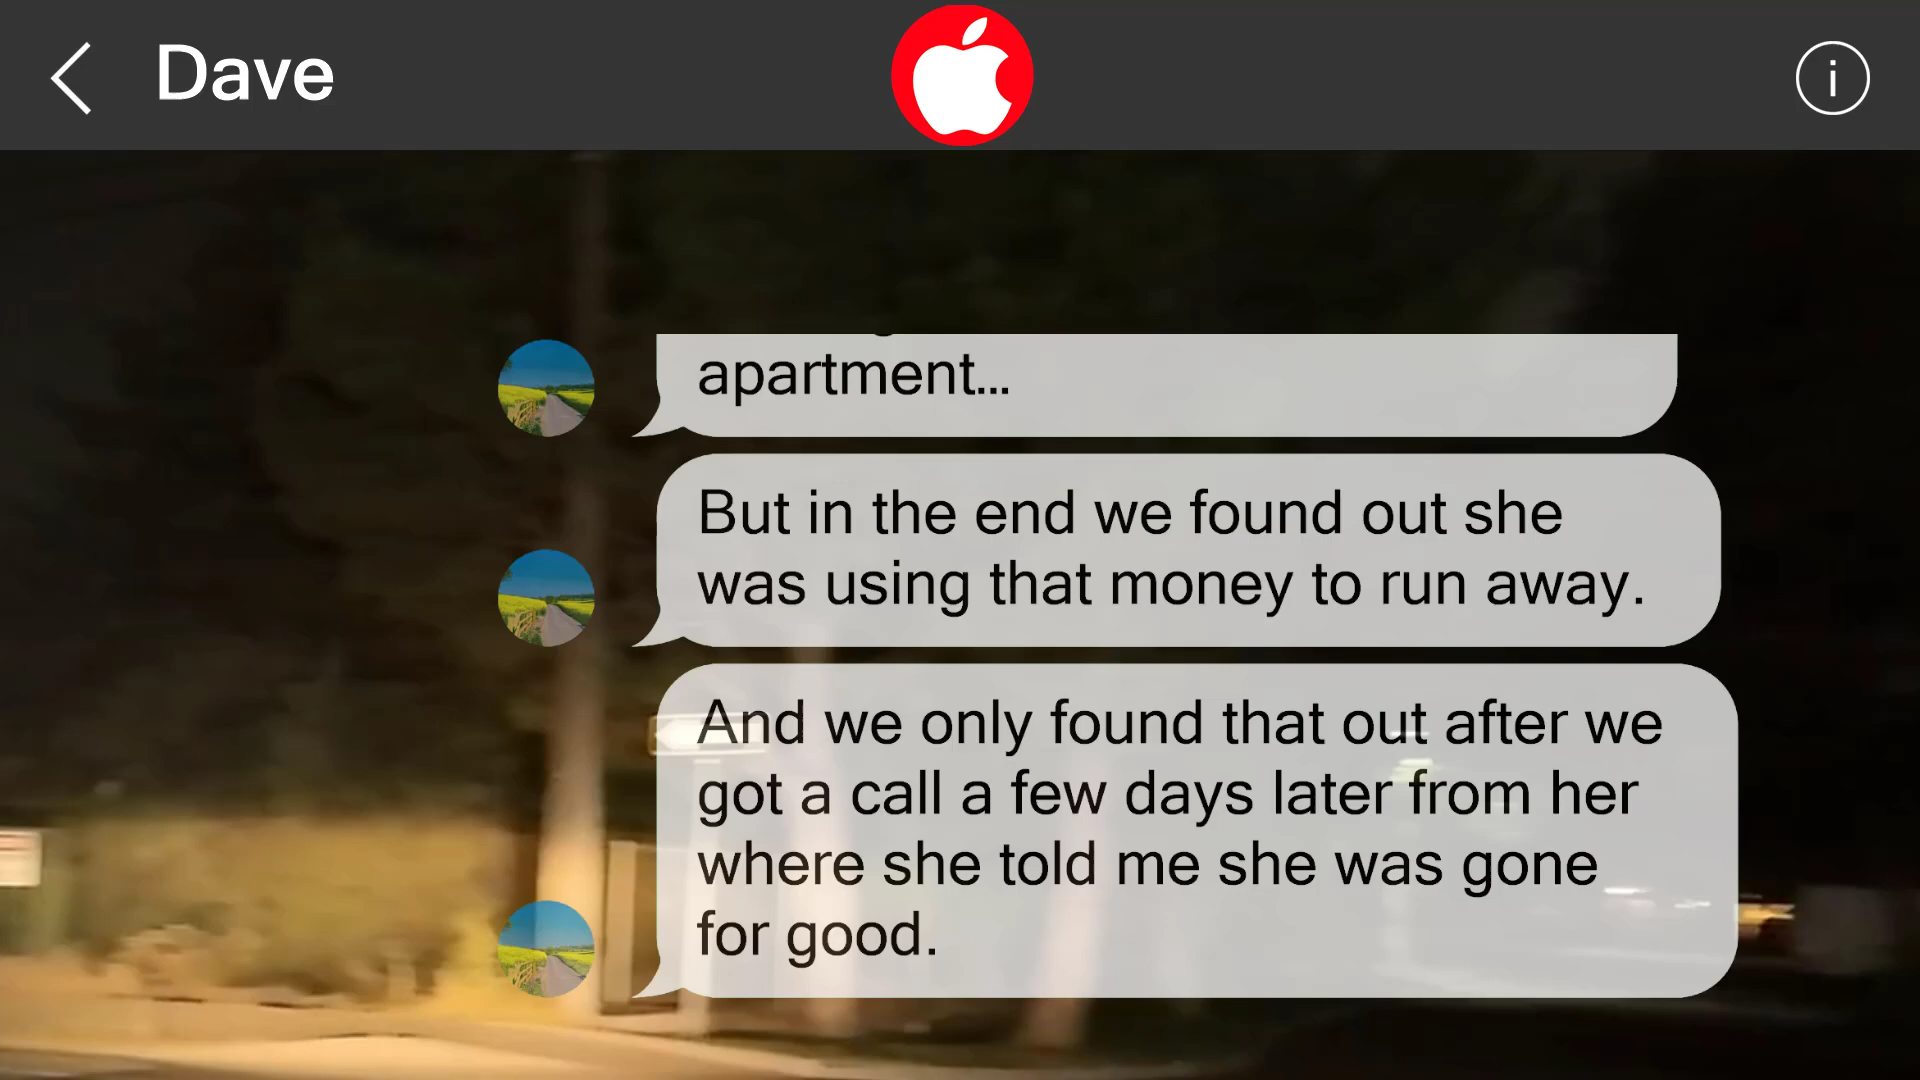 Dave
i
apartment...
But in the end we found out she
was using that money to run away.
And we only found that out after we
got a call a few days later from her
where she told me she was gone
for good.